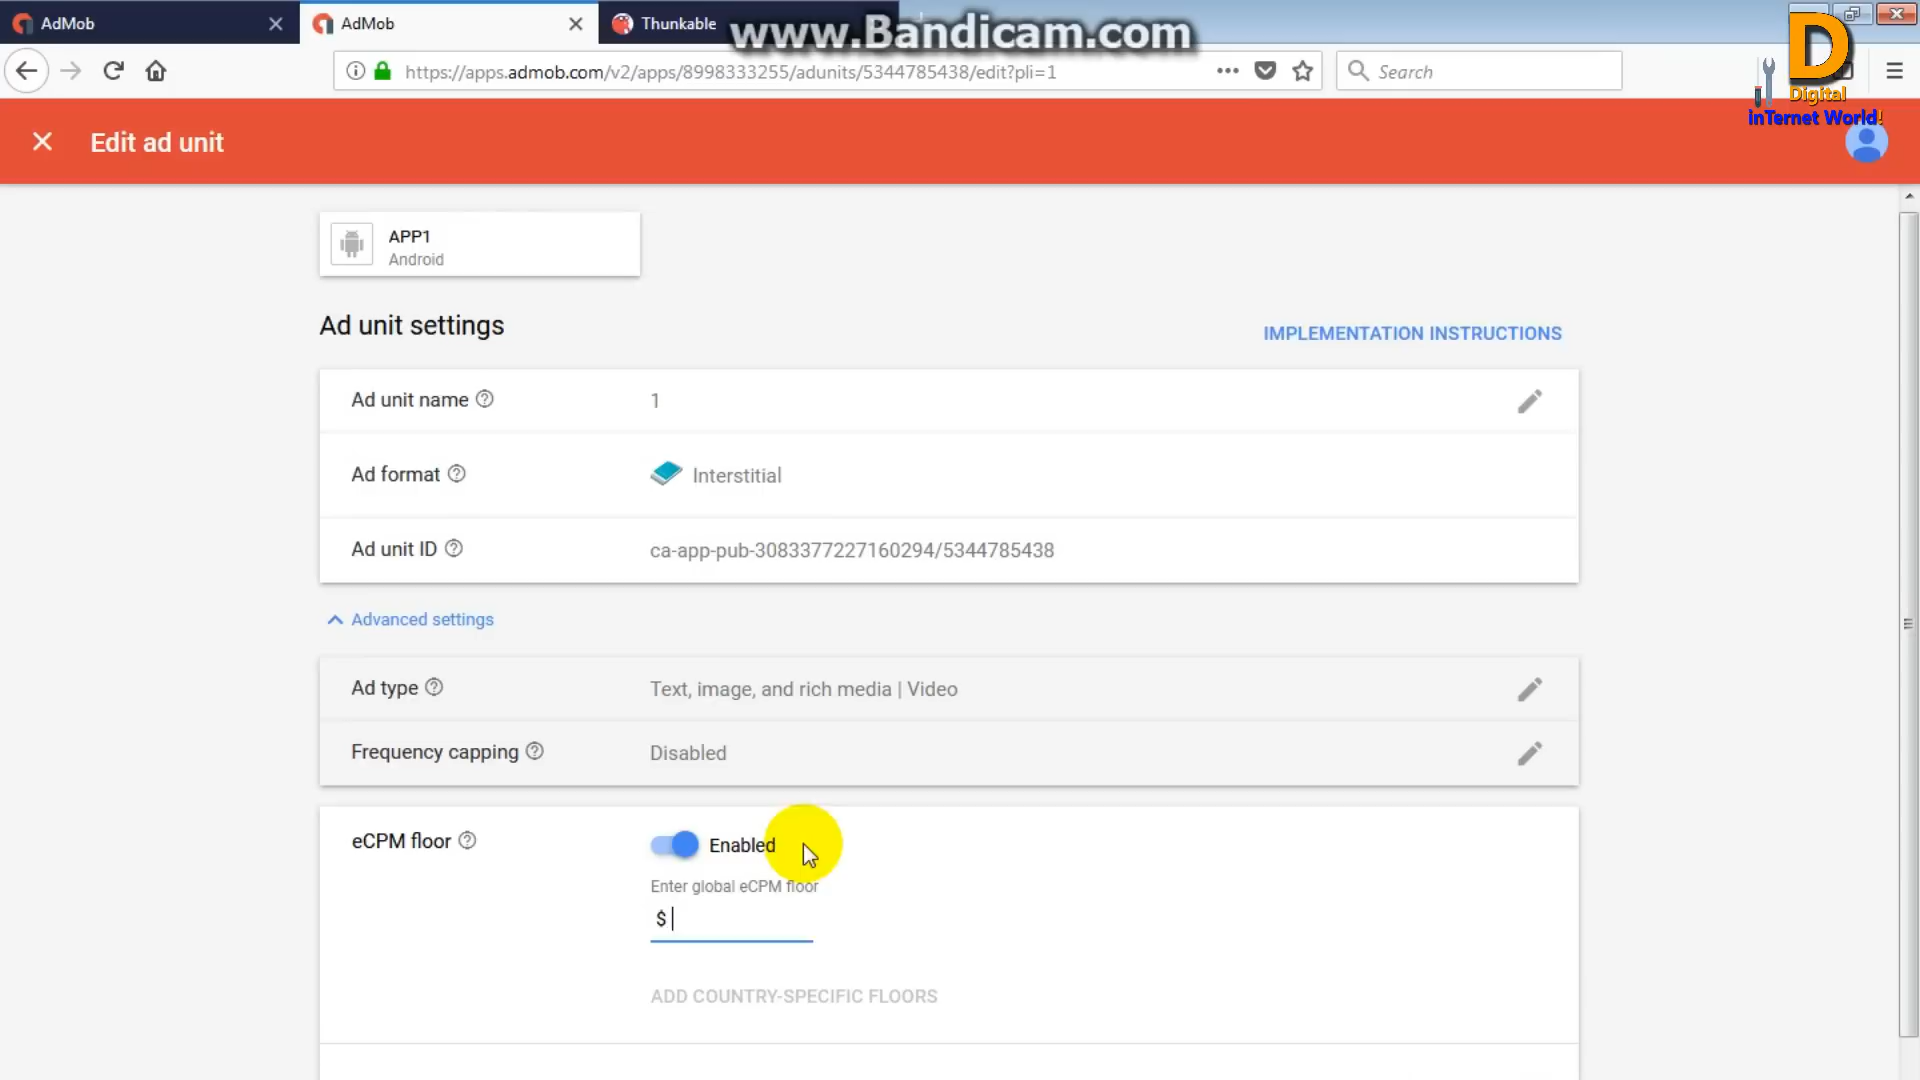 AdMob
AdMob
Thunkable
www.Bandicam.com
https://apps.admob.com/v2/apps/8998333255/adunits/5344785438/edit?pli=1
Search
D
Digital
inTernet World!
Edit ad unit
APP1
Android
Ad unit settings
IMPLEMENTATION INSTRUCTIONS
Ad unit name 1
Ad format Interstitial
Ad unit ID ca-app-pub-3083377227160294/5344785438
Advanced settings
Ad type Text, image, and rich media | Video
Frequency capping Disabled
eCPM floor Enabled
Enter global eCPM floor
$
ADD COUNTRY-SPECIFIC FLOORS